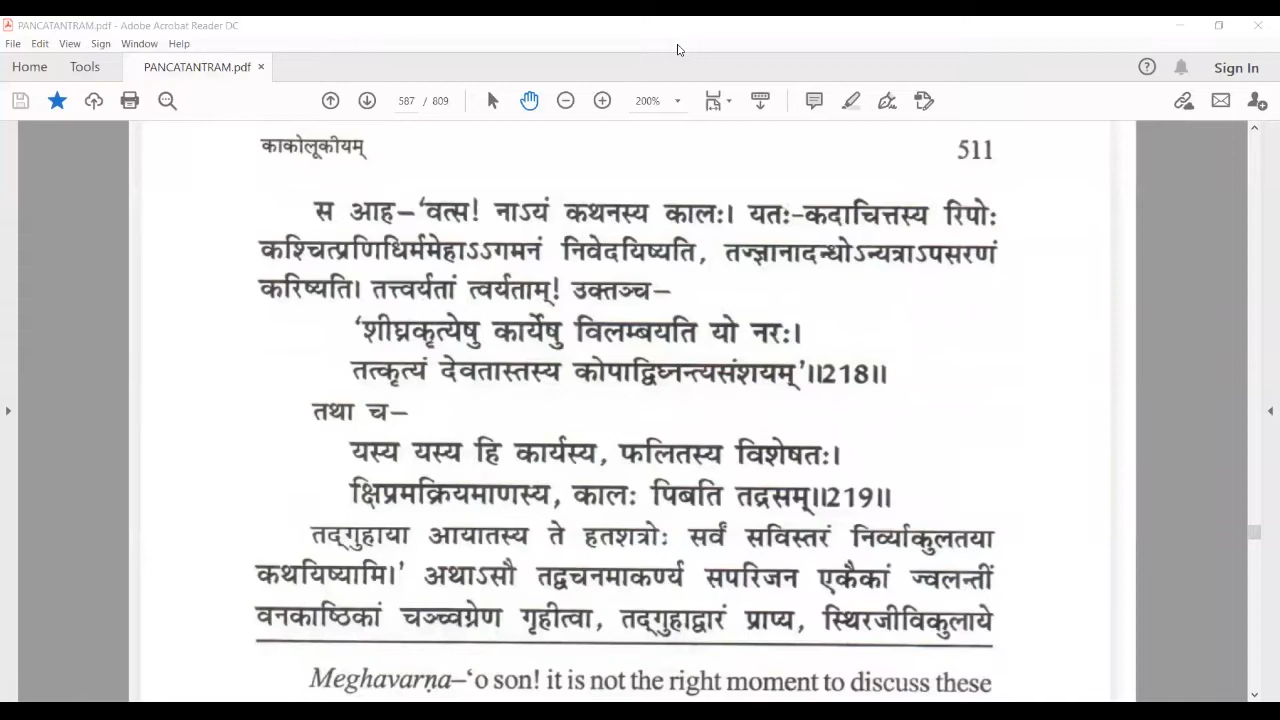 PANCATANTRAM.pdf - Adobe Acrobat Reader DC
File Edit View Sign Window Help
Home Tools PANCATANTRAM.pdf × Sign In
587 / 809 200%
काकोलूकीयम् 511
स आह–‘वत्स! नाऽयं कथनस्य कालः। यतः-कदाचित्तस्य रिपोः
कश्चित्प्रणिधिर्ममेहाऽऽगमनं निवेदयिष्यति, तज्ज्ञानादन्धोऽन्यत्राऽपसरणं
करिष्यति। तत्त्वर्यतां त्वर्यताम्! उक्तञ्च–
‘शीघ्रकृत्येषु कार्येषु विलम्बयति यो नरः।
तत्कृत्यं देवतास्तस्य कोपाद्विघ्नन्त्यसंशयम्’॥218॥
तथा च–
यस्य यस्य हि कार्यस्य, फलितस्य विशेषतः।
क्षिप्रमक्रियमाणस्य, कालः पिबति तद्रसम्॥219॥
तद्गुहाया आयातस्य ते हतशत्रोः सर्वं सविस्तरं निर्व्याकुलतया
कथयिष्यामि।’ अथाऽसौ तद्वचनमाकर्ण्य सपरिजन एकैकां ज्वलन्तीं
वनकाष्ठिकां चञ्च्वग्रेण गृहीत्वा, तद्गुहाद्वारं प्राप्य, स्थिरजीविकुलाये
Meghavarṇa–‘o son! it is not the right moment to discuss these